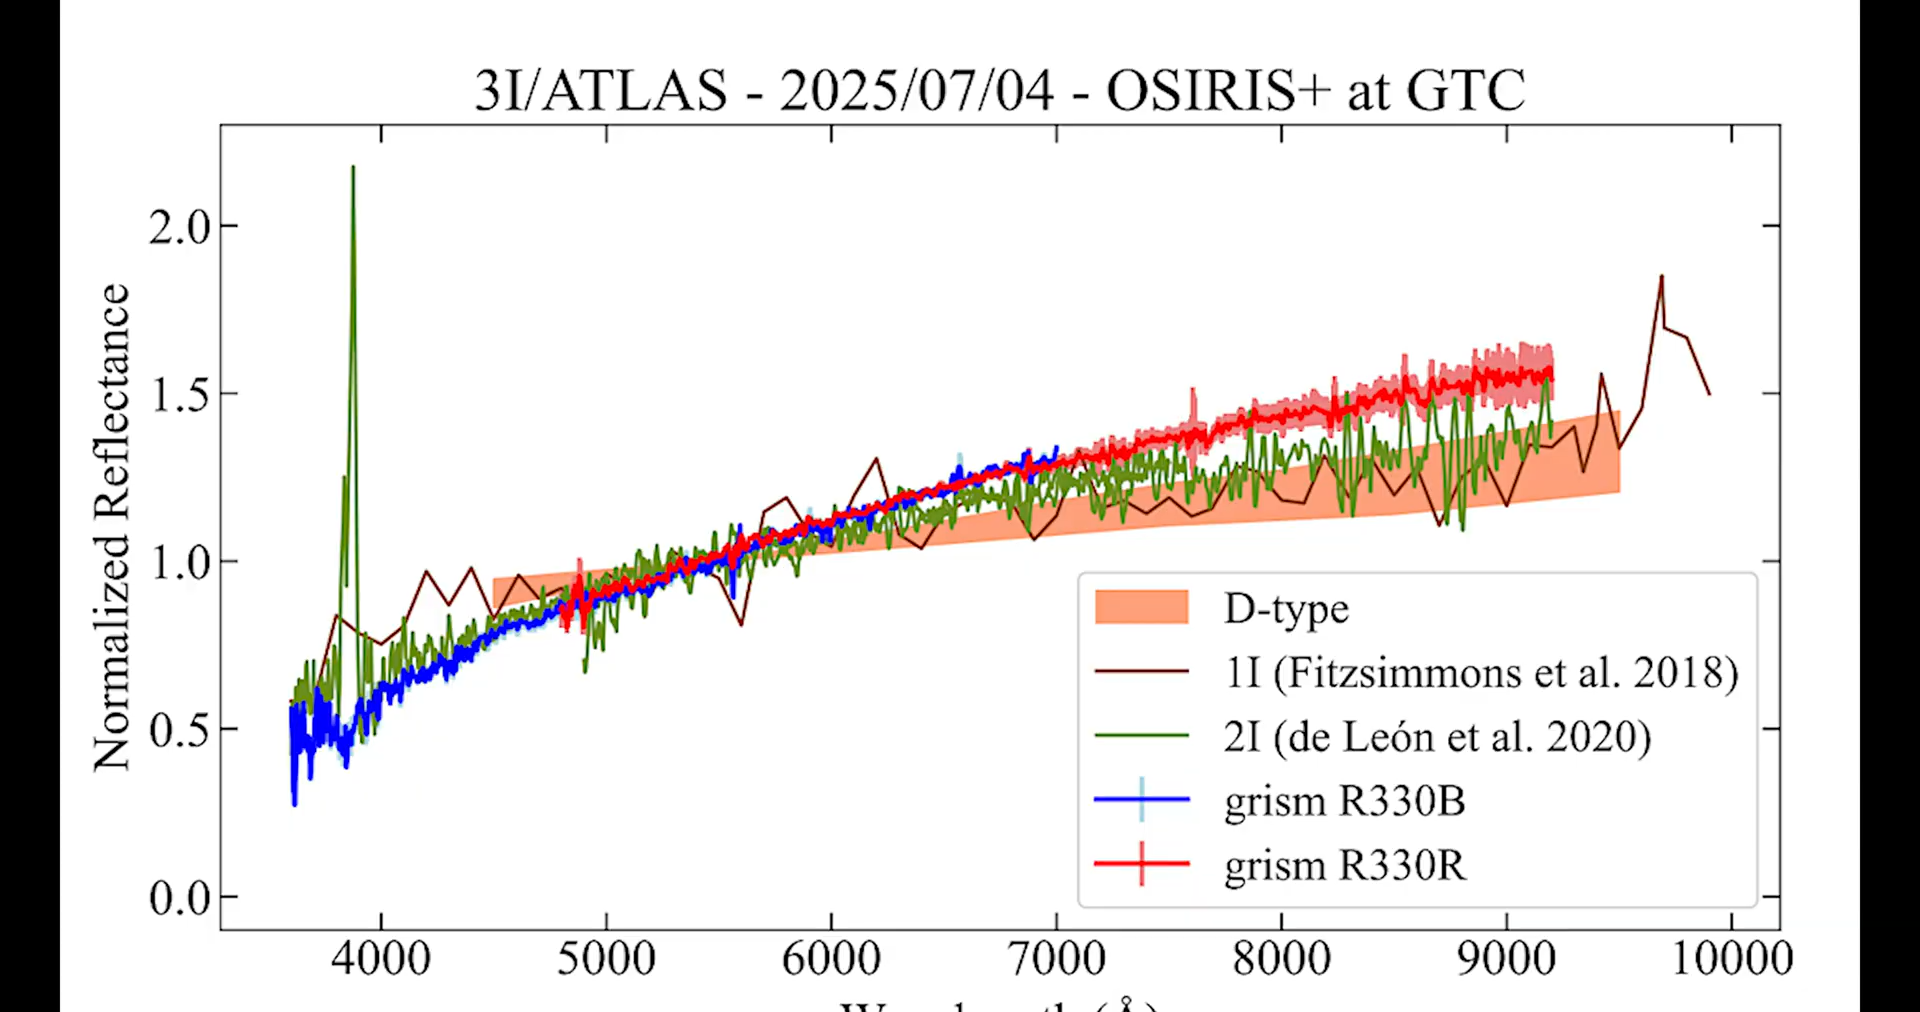 3I/ATLAS - 2025/07/04 - OSIRIS+ at GTC
Normalized Reflectance
2.0
1.5
1.0
0.5
0.0
D-type
1I (Fitzsimmons et al. 2018)
2I (de León et al. 2020)
grism R330B
grism R330R
4000
5000
6000
7000
8000
9000
10000
Wavelength (Å)